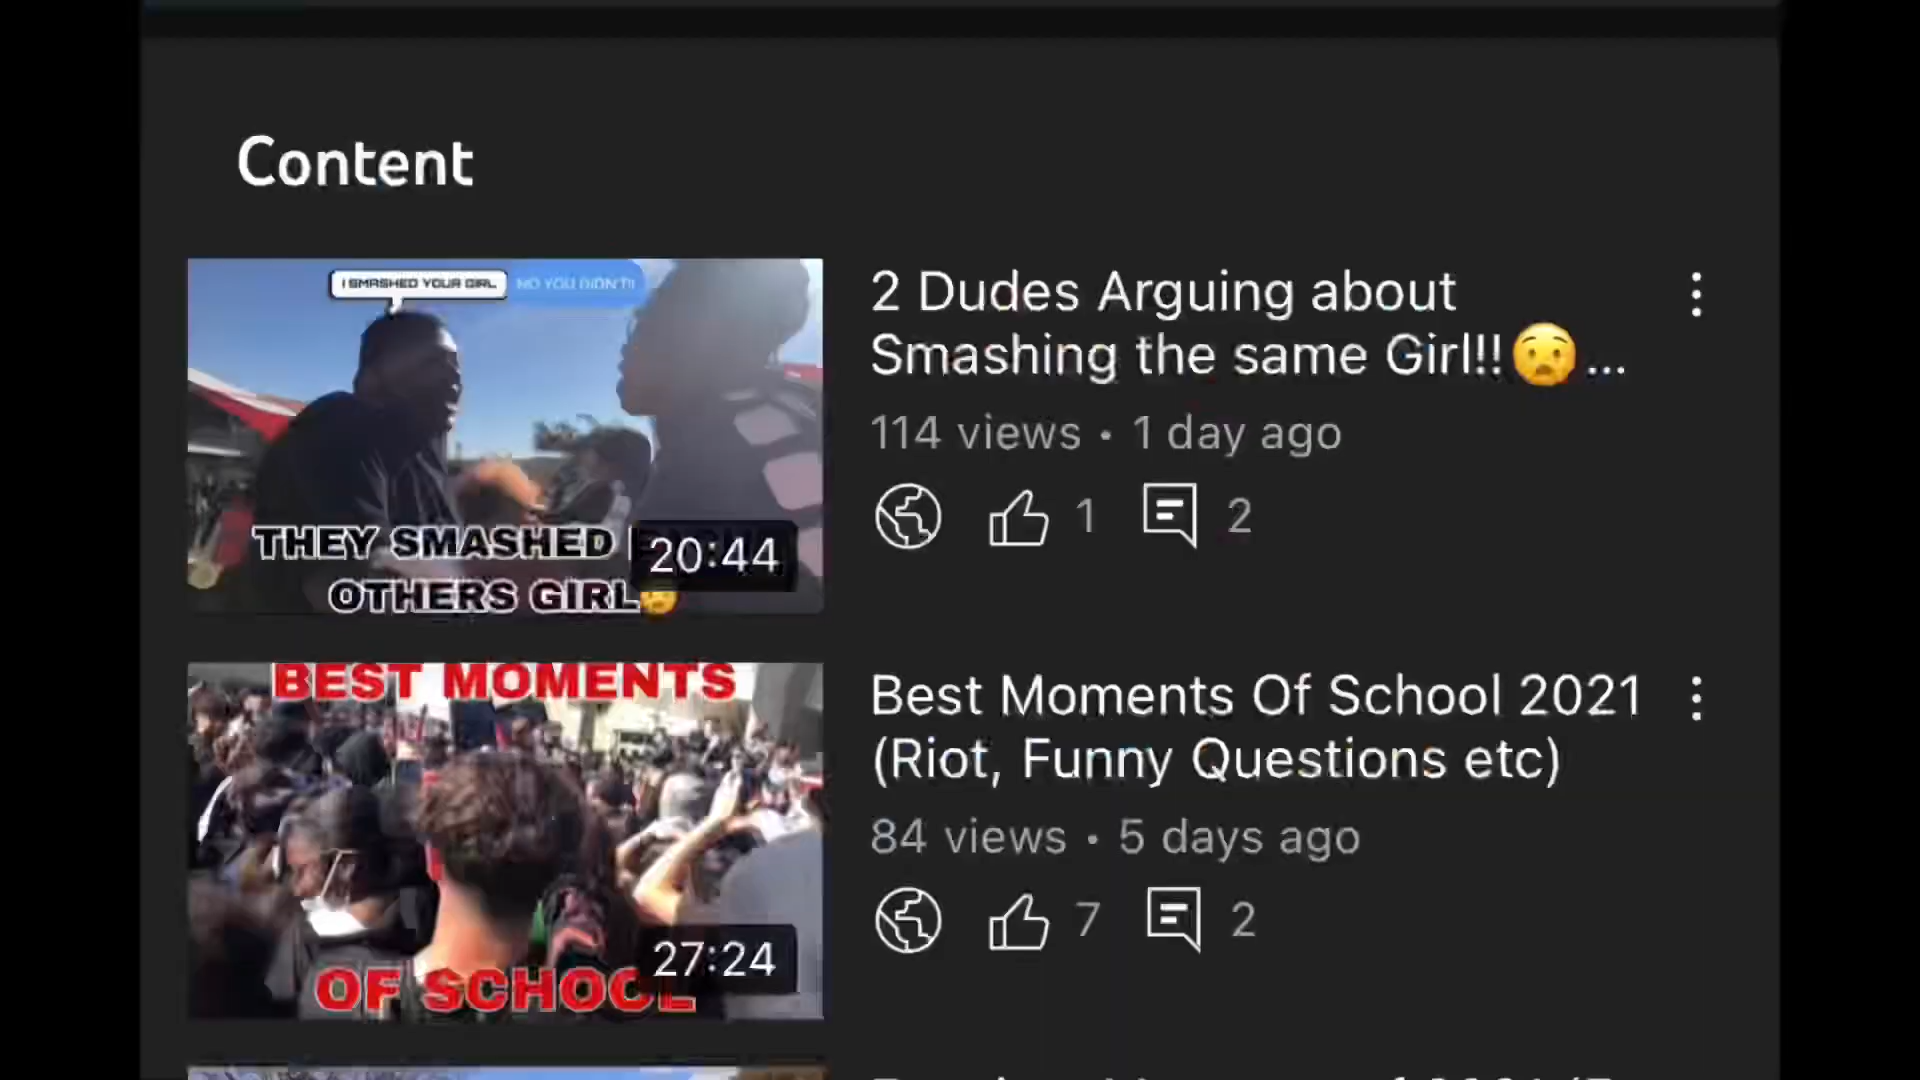 Content
I SMASHED YOUR GIRL
NO YOU DIDN'T!!
THEY SMASHED
OTHERS GIRL😧
20:44
2 Dudes Arguing about
Smashing the same Girl!!😧...
114 views • 1 day ago
1
2
BEST MOMENTS
OF SCHOOL
27:24
Best Moments Of School 2021
(Riot, Funny Questions etc)
84 views • 5 days ago
7
2